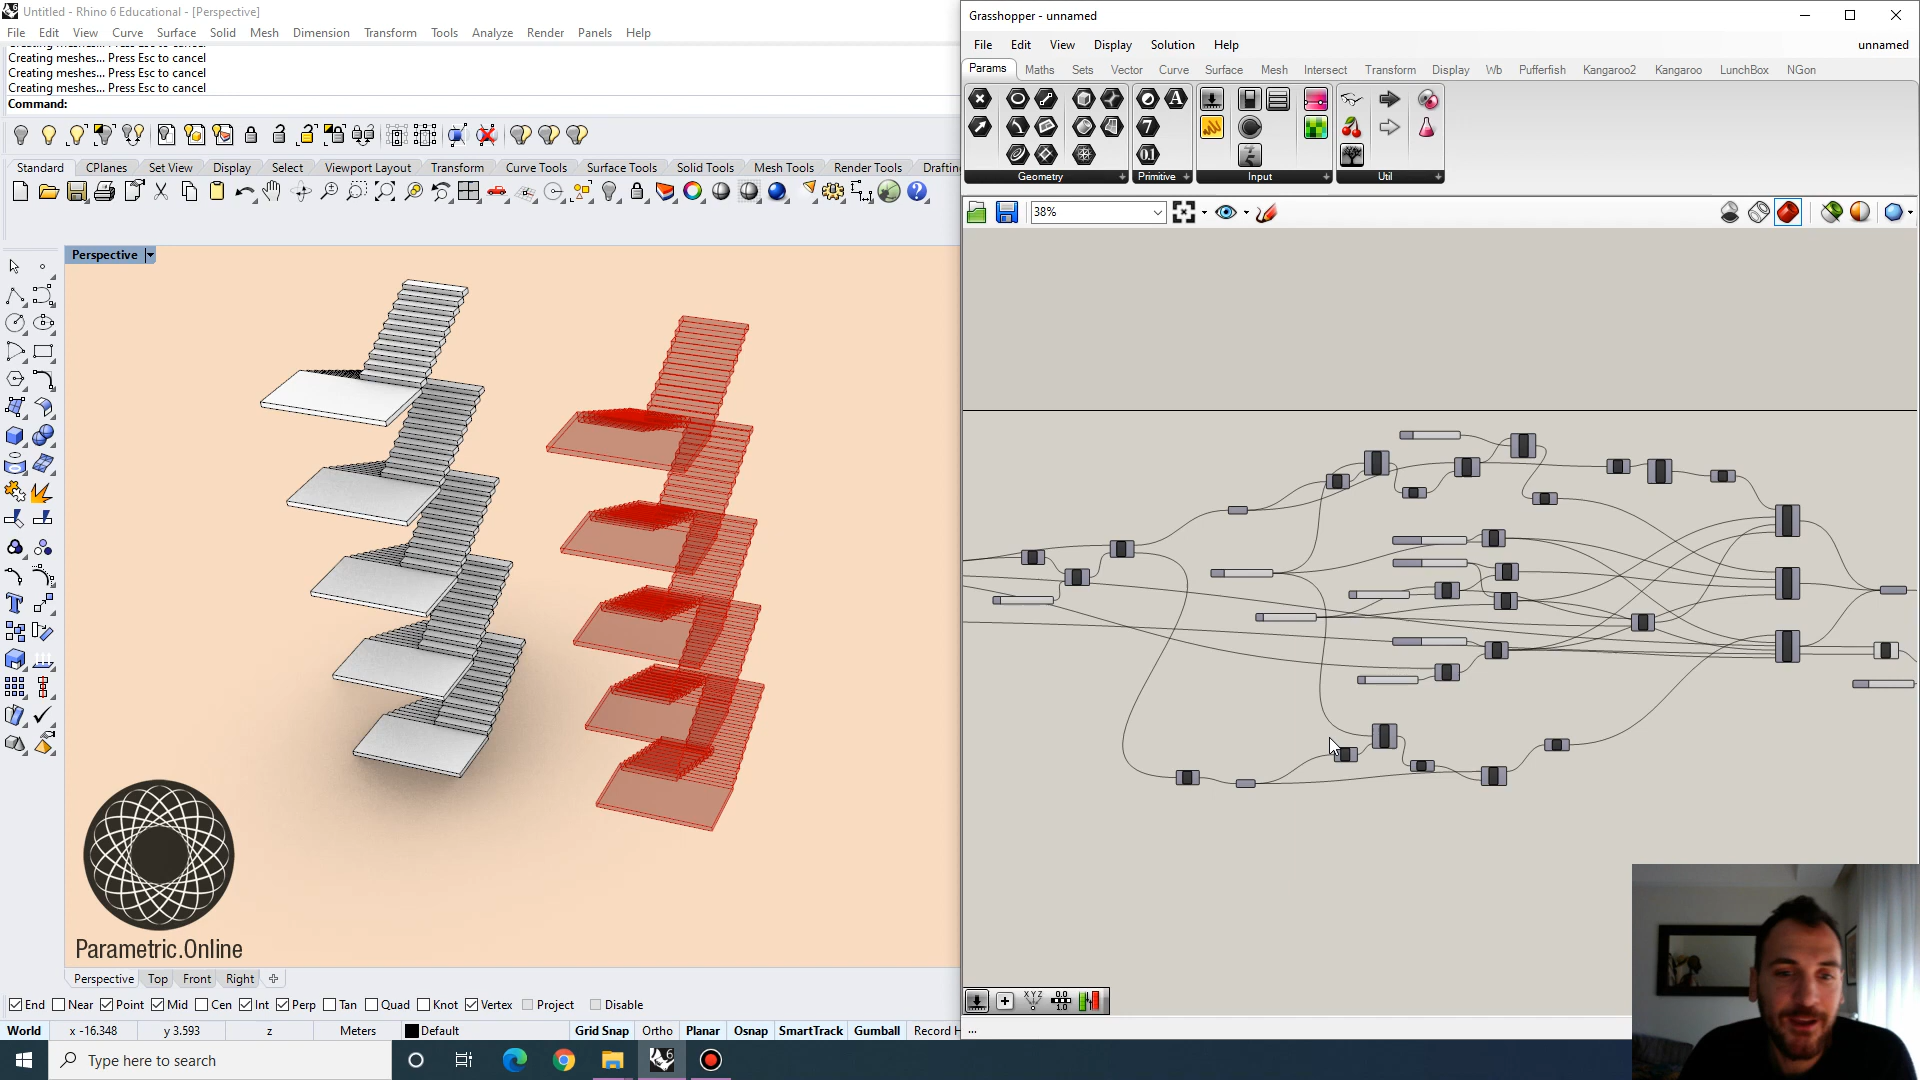 Untitled - Rhino 6 Educational - [Perspective]
File Edit View Curve Surface Solid Mesh Dimension Transform Tools Analyze Render Panels Help
Creating meshes... Press Esc to cancel
Creating meshes... Press Esc to cancel
Command:
Standard CPlanes Set View Display Select Viewport Layout Transform Curve Tools Surface Tools Solid Tools Mesh Tools Render Tools Draftin
Perspective
Parametric.Online
Perspective Top Front Right
End Near Point Mid Cen Int Perp Tan Quad Knot Vertex Project Disable
World x -16.348 y 3.593 z Meters Default Grid Snap Ortho Planar Osnap SmartTrack Gumball Record H
Type here to search
Grasshopper - unnamed
File Edit View Display Solution Help unnamed
Params Maths Sets Vector Curve Surface Mesh Intersect Transform Display Wb Pufferfish Kangaroo2 Kangaroo LunchBox NGon
Geometry Primitive Input Util
38%
...